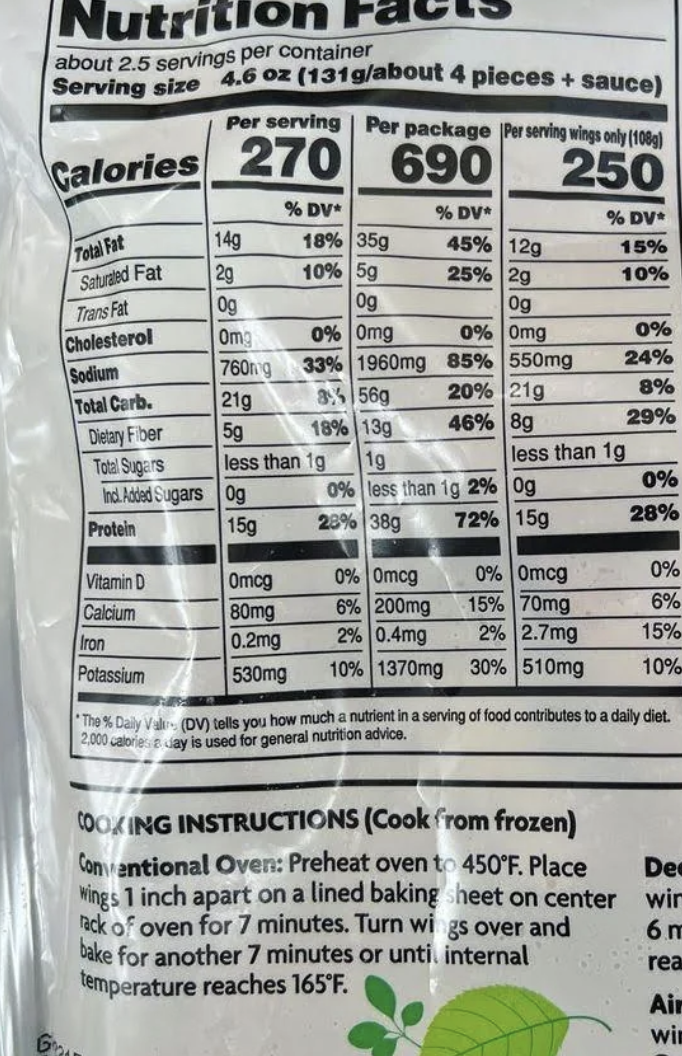 Nutrition Facts
about 2.5 servings per container
Serving size 4.6 oz (131g/about 4 pieces + sauce)
Per serving Per package Per serving wings only (108g)
Calories 270 690 250
% DV* % DV* % DV*
Total Fat 14g 18% 35g 45% 12g 15%
Saturated Fat 2g 10% 5g 25% 2g 10%
Trans Fat 0g 0g 0g
Cholesterol 0mg 0% 0mg 0% 0mg 0%
Sodium 760mg 33% 1960mg 85% 550mg 24%
Total Carb. 21g 8% 56g 20% 21g 8%
Dietary Fiber 5g 18% 13g 46% 8g 29%
Total Sugars less than 1g 1g less than 1g
Incl. Added Sugars 0g 0% less than 1g 2% 0g 0%
Protein 15g 28% 38g 72% 15g 28%
Vitamin D 0mcg 0% 0mcg 0% 0mcg 0%
Calcium 80mg 6% 200mg 15% 70mg 6%
Iron 0.2mg 2% 0.4mg 2% 2.7mg 15%
Potassium 530mg 10% 1370mg 30% 510mg 10%
*The % Daily Value (DV) tells you how much a nutrient in a serving of food contributes to a daily diet.
2,000 calories a day is used for general nutrition advice.
COOKING INSTRUCTIONS (Cook from frozen)
Conventional Oven: Preheat oven to 450°F. Place
wings 1 inch apart on a lined baking sheet on center
rack of oven for 7 minutes. Turn wings over and
bake for another 7 minutes or until internal
temperature reaches 165°F.
Dee
win
6 m
rea
Air
win